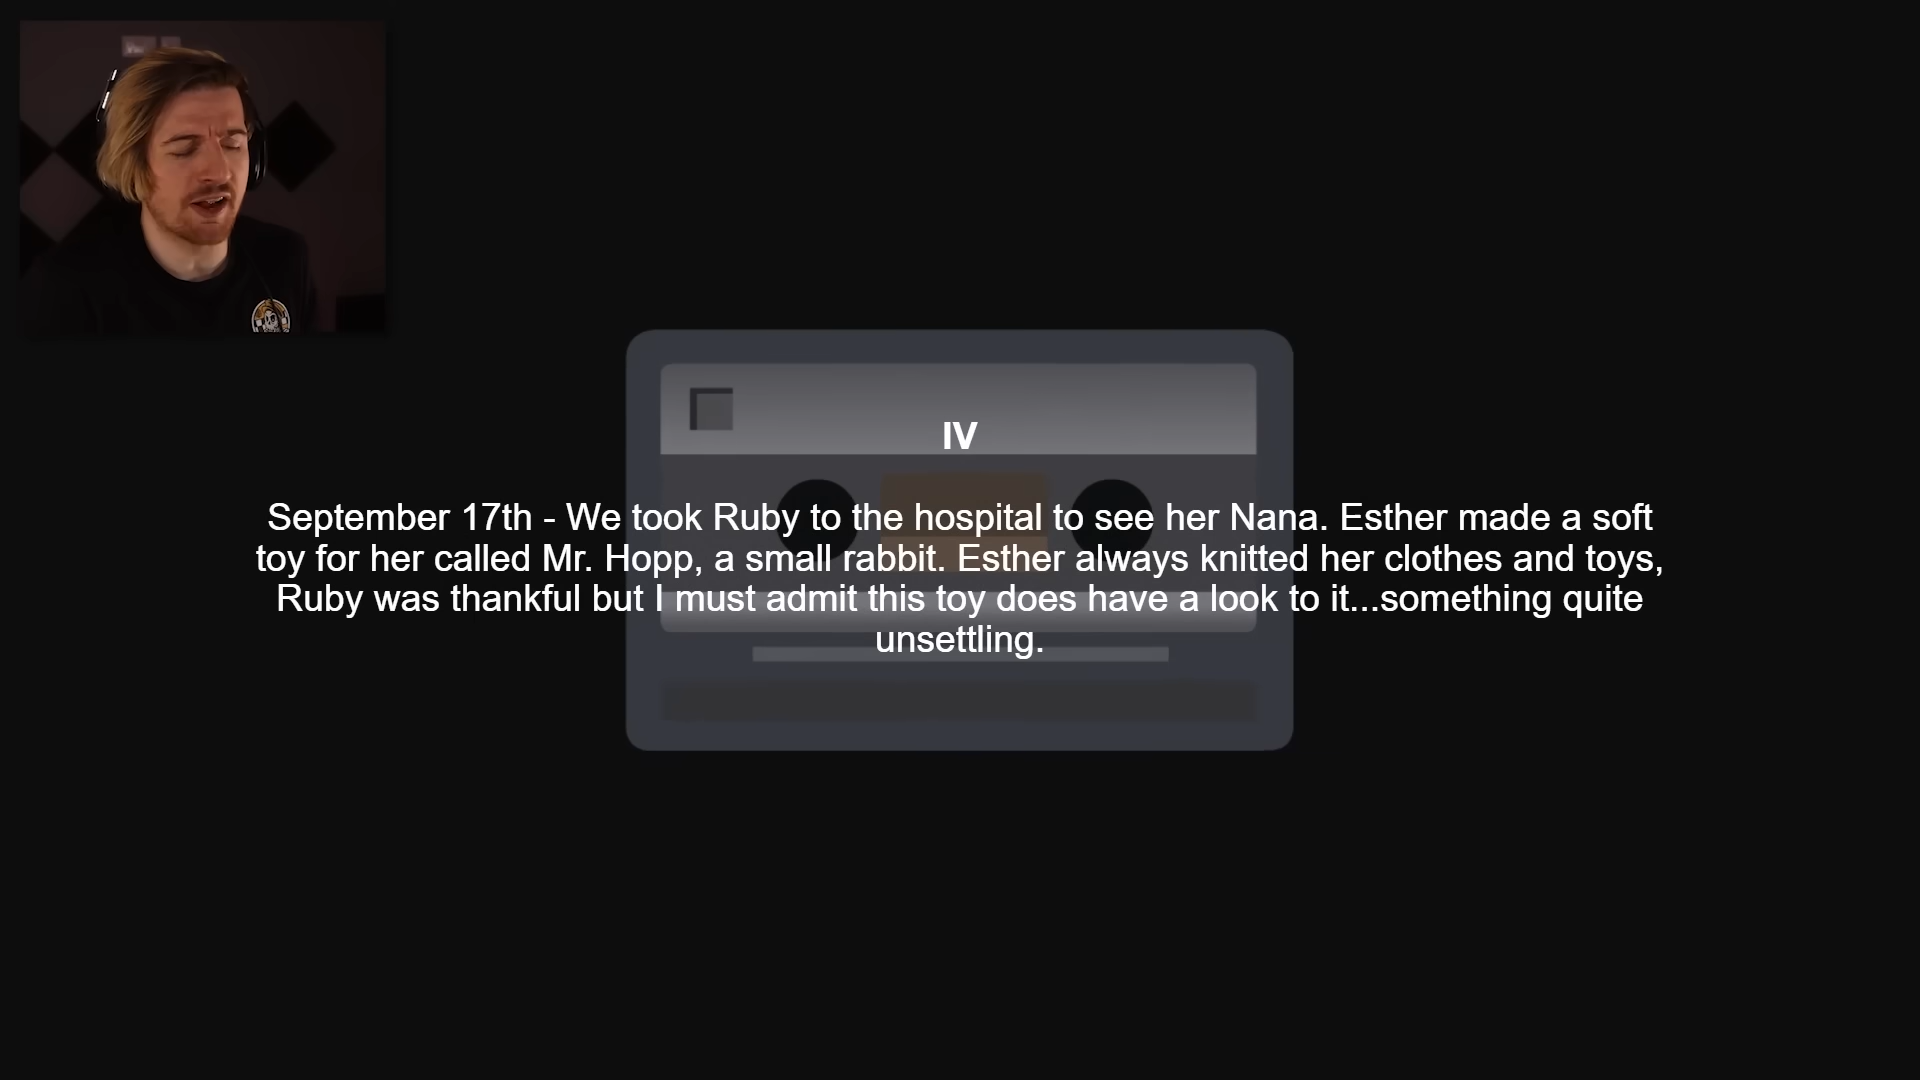 IV
September 17th - We took Ruby to the hospital to see her Nana. Esther made a soft
toy for her called Mr. Hopp, a small rabbit. Esther always knitted her clothes and toys,
Ruby was thankful but I must admit this toy does have a look to it...something quite
unsettling.